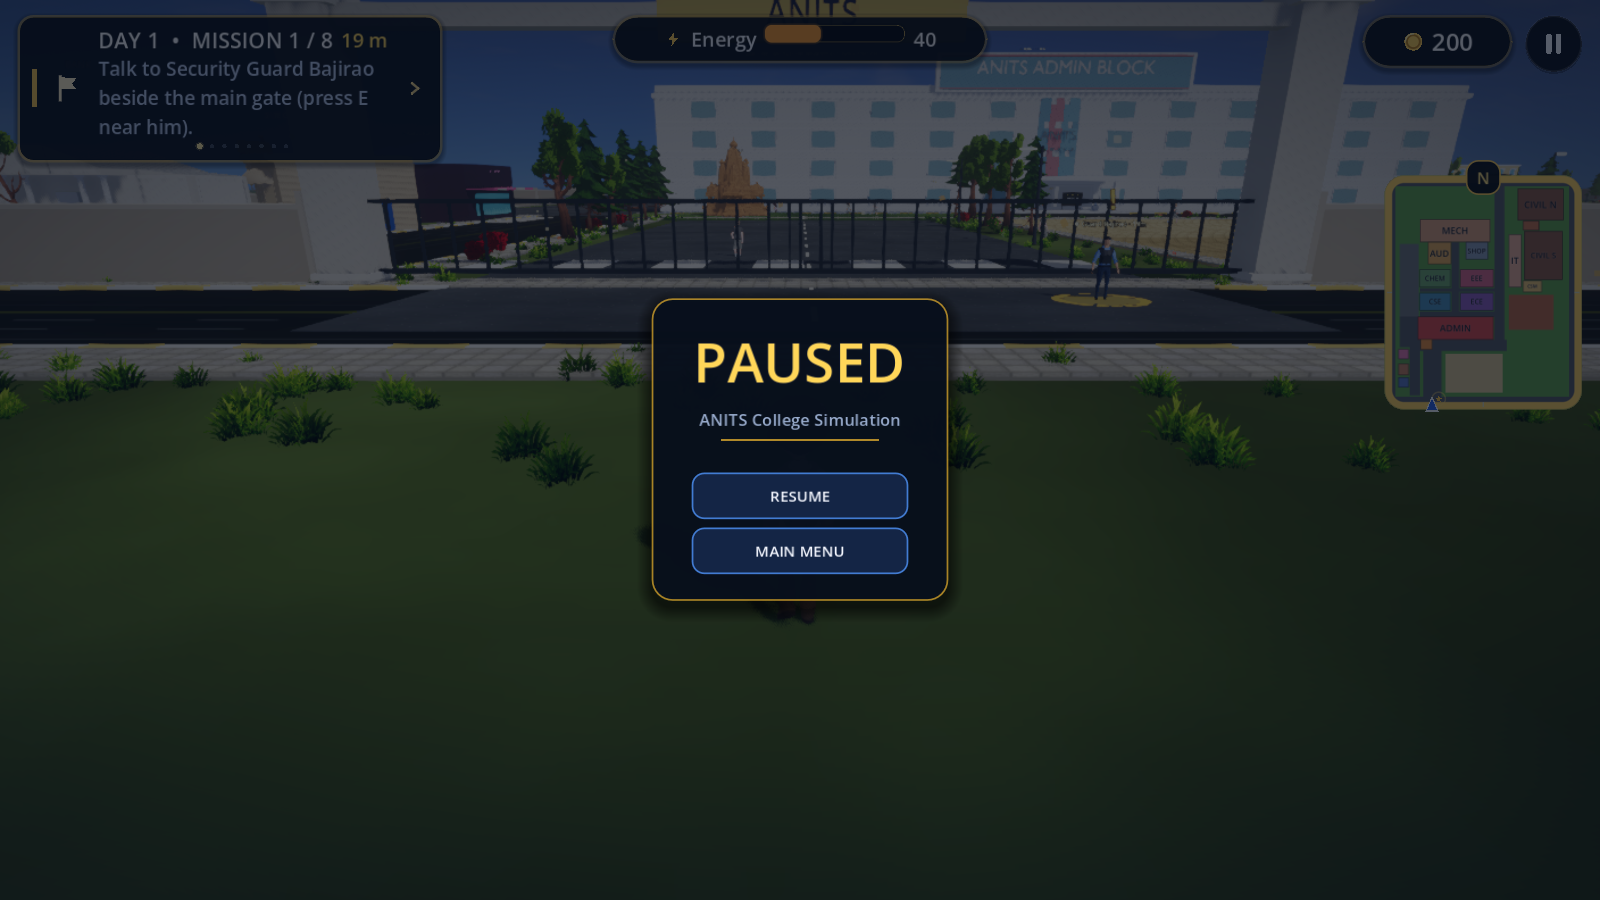 ANITS
DAY 1 • MISSION 1 / 8 19 m
Talk to Security Guard Bajirao
beside the main gate (press E
near him).
Energy 40
200
ANITS ADMIN BLOCK
N
CIVIL N
MECH
AUD
SHOP
IT
CIVIL S
CHEM
EEE
CSE
ECE
ADMIN
PAUSED
ANITS College Simulation
RESUME
MAIN MENU